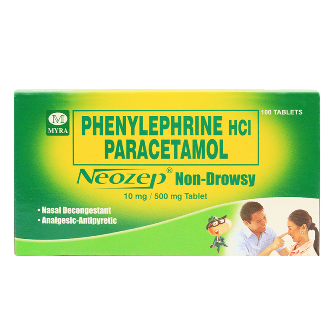 MYRA
100 TABLETS
PHENYLEPHRINE HCl
PARACETAMOL
Neozep® Non-Drowsy
10 mg / 500 mg Tablet
• Nasal Decongestant
• Analgesic-Antipyretic